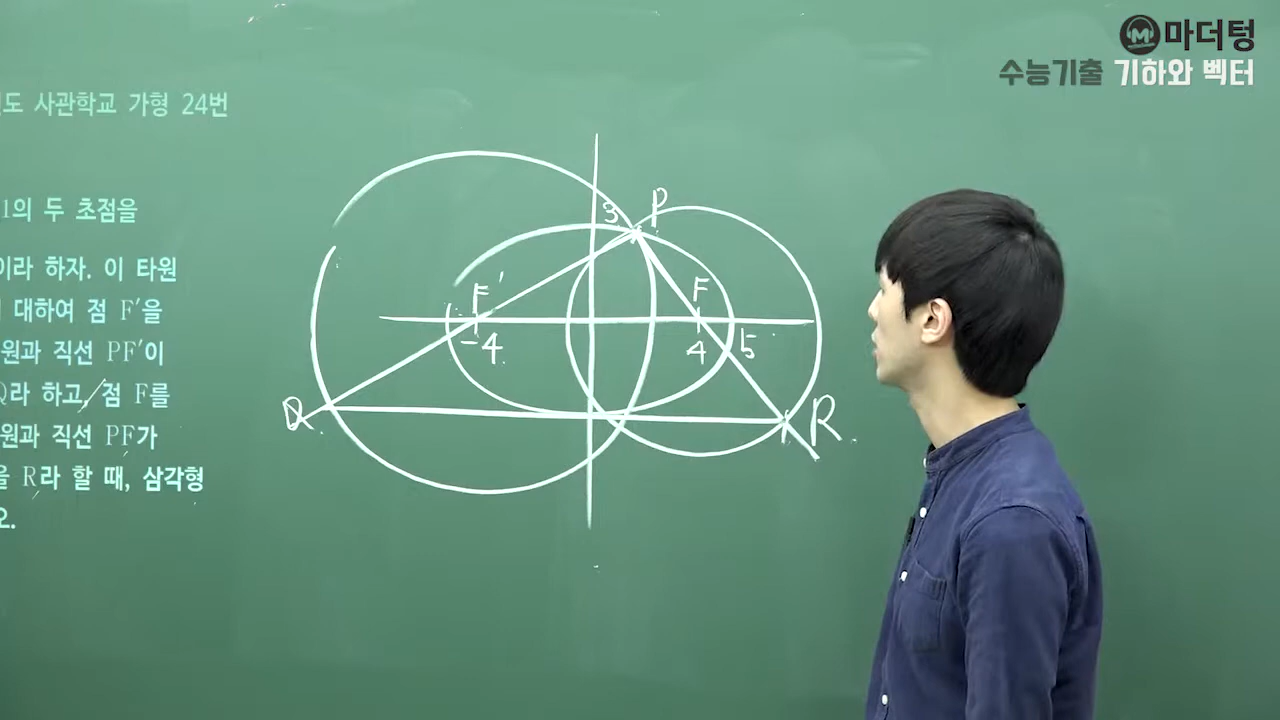 마더텅
수능기출 기하와 벡터
도 사관학교 가형 24번
1의 두 초점을
이라 하자. 이 타원
대하여 점 F′을
원과 직선 PF′이
Q라 하고, 점 F를
원과 직선 PF가
을 R라 할 때, 삼각형
오.
3
P
F′
F
-4
4
5
Q
R